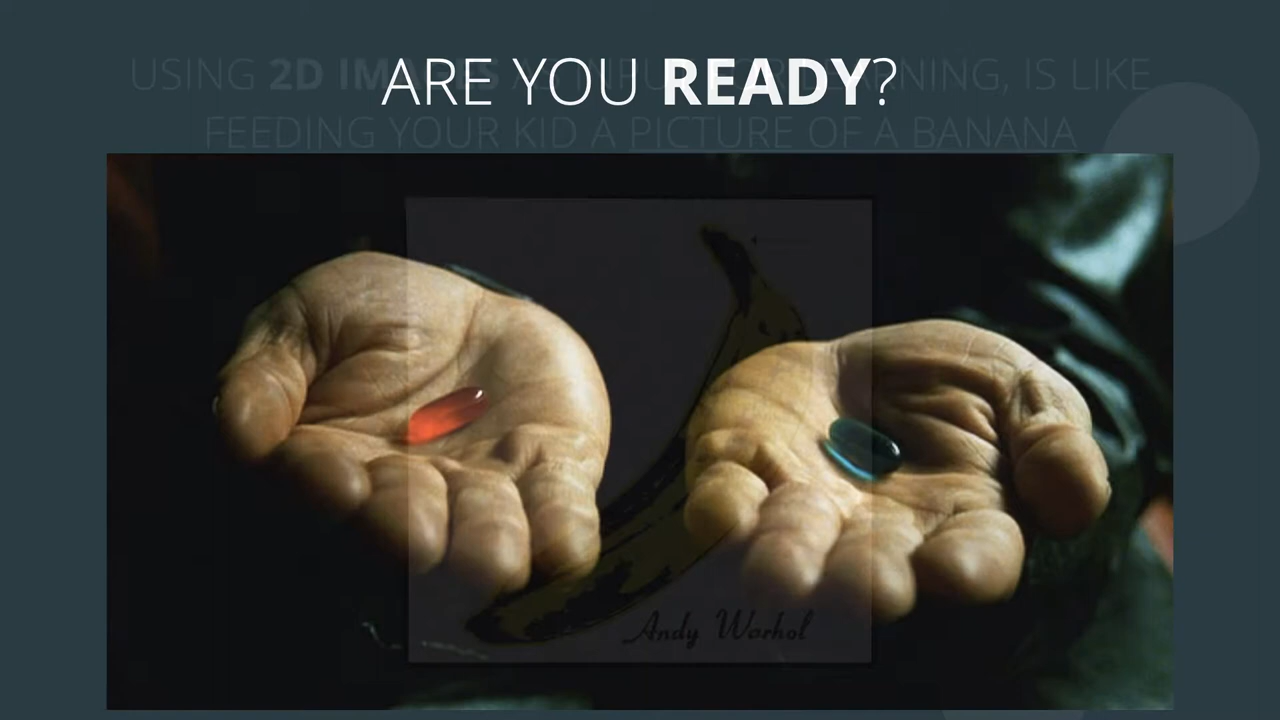 ARE YOU READY?
USING 2D IM
NING, IS LIKE
FEEDING YOUR KID A PICTURE OF A BANANA
Andy Warhol